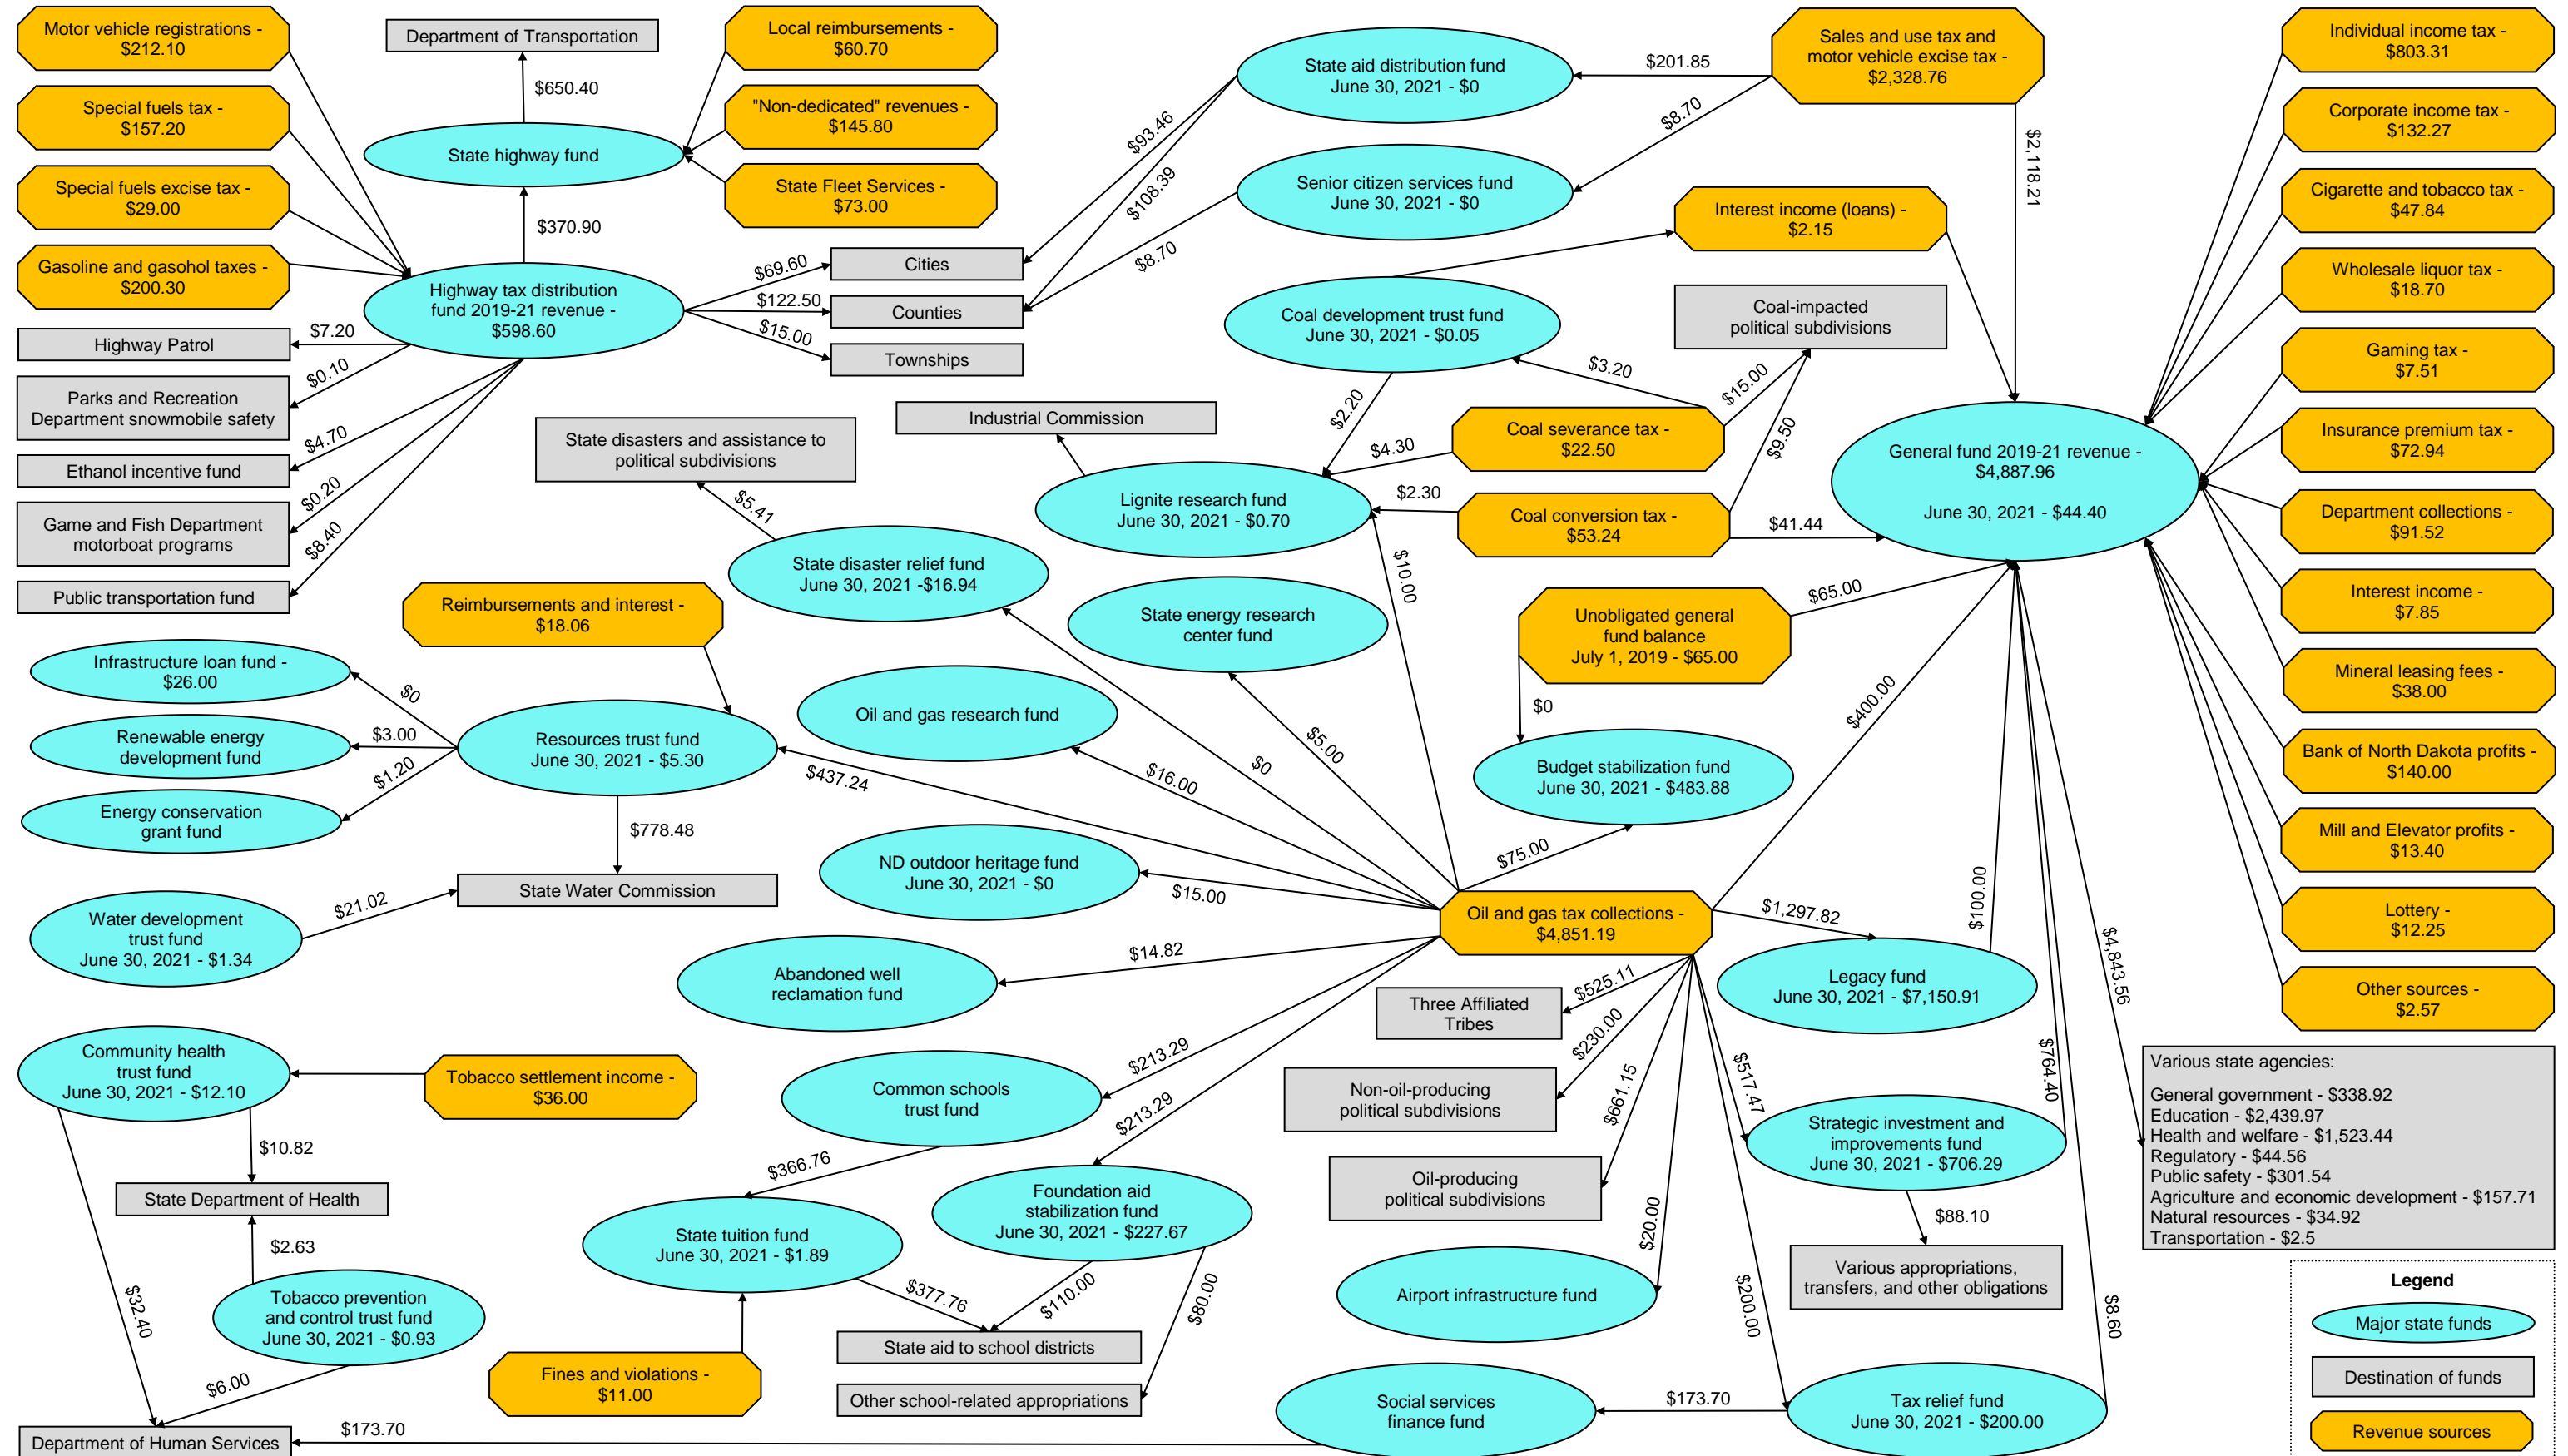 Motor vehicle registrations -
$212.10
Special fuels tax -
$157.20
Special fuels excise tax -
$29.00
Gasoline and gasohol taxes -
$200.30
Department of Transportation
$650.40
State highway fund
$370.90
Local reimbursements -
$60.70
"Non-dedicated" revenues -
$145.80
State Fleet Services -
$73.00
Highway tax distribution
fund 2019-21 revenue -
$598.60
$69.60
$122.50
$15.00
Cities
Counties
Townships
$7.20
Highway Patrol
$0.10
Parks and Recreation
Department snowmobile safety
$4.70
Ethanol incentive fund
$0.20
Game and Fish Department
motorboat programs
$8.40
Public transportation fund
State aid distribution fund
June 30, 2021 - $0
$93.46
$108.39
Senior citizen services fund
June 30, 2021 - $0
$8.70
$201.85
$8.70
Sales and use tax and
motor vehicle excise tax -
$2,328.76
$2,118.21
Interest income (loans) -
$2.15
Coal development trust fund
June 30, 2021 - $0.05
Coal-impacted
political subdivisions
$3.20
$15.00
$9.50
$2.20
$4.30
Coal severance tax -
$22.50
Industrial Commission
Lignite research fund
June 30, 2021 - $0.70
$2.30
Coal conversion tax -
$53.24
$41.44
General fund 2019-21 revenue -
$4,887.96
June 30, 2021 - $44.40
Individual income tax -
$803.31
Corporate income tax -
$132.27
Cigarette and tobacco tax -
$47.84
Wholesale liquor tax -
$18.70
Gaming tax -
$7.51
Insurance premium tax -
$72.94
Department collections -
$91.52
Interest income -
$7.85
Mineral leasing fees -
$38.00
Bank of North Dakota profits -
$140.00
Mill and Elevator profits -
$13.40
Lottery -
$12.25
Other sources -
$2.57
State disasters and assistance to
political subdivisions
$5.41
State disaster relief fund
June 30, 2021 -$16.94
Reimbursements and interest -
$18.06
State energy research
center fund
$10.00
Unobligated general
fund balance
July 1, 2019 - $65.00
$65.00
$0
Infrastructure loan fund -
$26.00
$0
Renewable energy
development fund
$3.00
Energy conservation
grant fund
$1.20
Resources trust fund
June 30, 2021 - $5.30
$437.24
Oil and gas research fund
$16.00
$0
$5.00
Budget stabilization fund
June 30, 2021 - $483.88
$75.00
$400.00
$778.48
State Water Commission
$21.02
Water development
trust fund
June 30, 2021 - $1.34
ND outdoor heritage fund
June 30, 2021 - $0
$15.00
Oil and gas tax collections -
$4,851.19
$1,297.82
Legacy fund
June 30, 2021 - $7,150.91
$100.00
$764.40
$4,843.56
Abandoned well
reclamation fund
$14.82
Three Affiliated
Tribes
$525.11
Non-oil-producing
political subdivisions
$230.00
Oil-producing
political subdivisions
$661.15
$20.00
Airport infrastructure fund
$517.47
Strategic investment and
improvements fund
June 30, 2021 - $706.29
$88.10
Various appropriations,
transfers, and other obligations
$200.00
$8.60
Various state agencies:
General government - $338.92
Education - $2,439.97
Health and welfare - $1,523.44
Regulatory - $44.56
Public safety - $301.54
Agriculture and economic development - $157.71
Natural resources - $34.92
Transportation - $2.5
Community health
trust fund
June 30, 2021 - $12.10
Tobacco settlement income -
$36.00
$10.82
State Department of Health
$2.63
Tobacco prevention
and control trust fund
June 30, 2021 - $0.93
$32.40
$6.00
Department of Human Services
$173.70
Common schools
trust fund
$213.29
$213.29
$366.76
State tuition fund
June 30, 2021 - $1.89
Foundation aid
stabilization fund
June 30, 2021 - $227.67
$377.76
$110.00
$80.00
State aid to school districts
Other school-related appropriations
Fines and violations -
$11.00
Social services
finance fund
$173.70
Tax relief fund
June 30, 2021 - $200.00
Legend
Major state funds
Destination of funds
Revenue sources